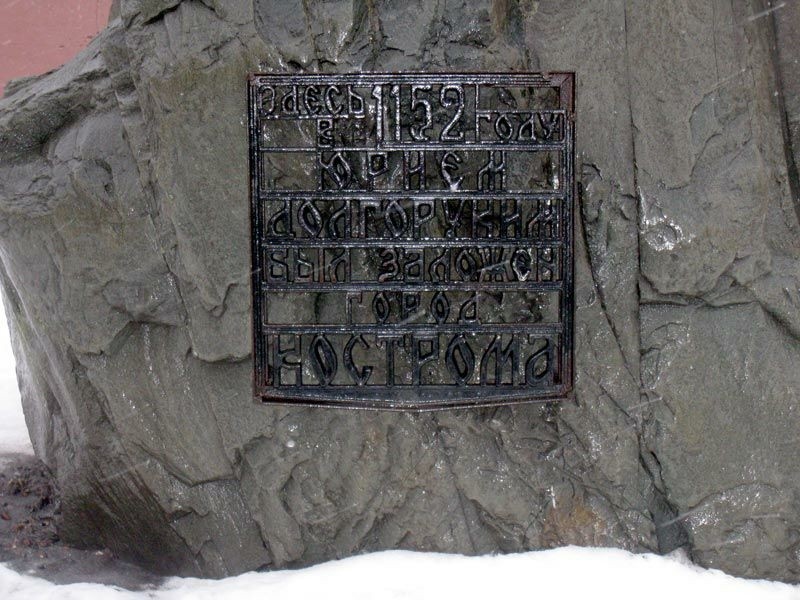 здесь 1152
в году
юрием
долгоруким
был заложен
город
кострома